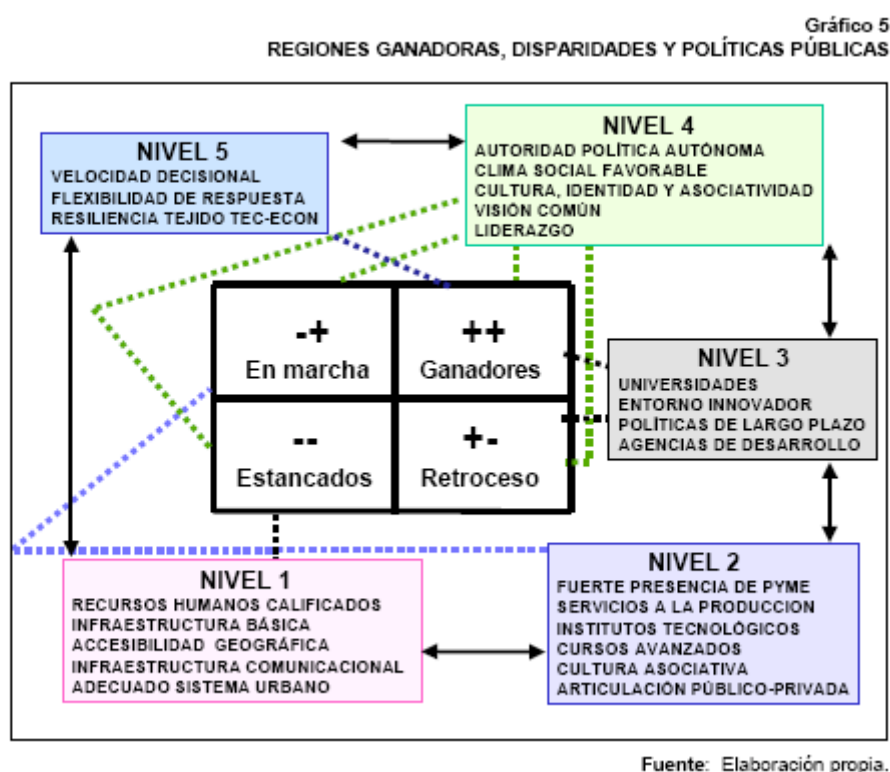 Gráfico 5
REGIONES GANADORAS, DISPARIDADES Y POLÍTICAS PÚBLICAS
NIVEL 5
VELOCIDAD DECISIONAL
FLEXIBILIDAD DE RESPUESTA
RESILIENCIA TEJIDO TEC-ECON
NIVEL 4
AUTORIDAD POLÍTICA AUTÓNOMA
CLIMA SOCIAL FAVORABLE
CULTURA, IDENTIDAD Y ASOCIATIVIDAD
VISIÓN COMÚN
LIDERAZGO
-+
En marcha
++
Ganadores
--
Estancados
+-
Retroceso
NIVEL 3
UNIVERSIDADES
ENTORNO INNOVADOR
POLÍTICAS DE LARGO PLAZO
AGENCIAS DE DESARROLLO
NIVEL 1
RECURSOS HUMANOS CALIFICADOS
INFRAESTRUCTURA BÁSICA
ACCESIBILIDAD GEOGRÁFICA
INFRAESTRUCTURA COMUNICACIONAL
ADECUADO SISTEMA URBANO
NIVEL 2
FUERTE PRESENCIA DE PYME
SERVICIOS A LA PRODUCCION
INSTITUTOS TECNOLÓGICOS
CURSOS AVANZADOS
CULTURA ASOCIATIVA
ARTICULACIÓN PÚBLICO-PRIVADA
Fuente: Elaboración propia.